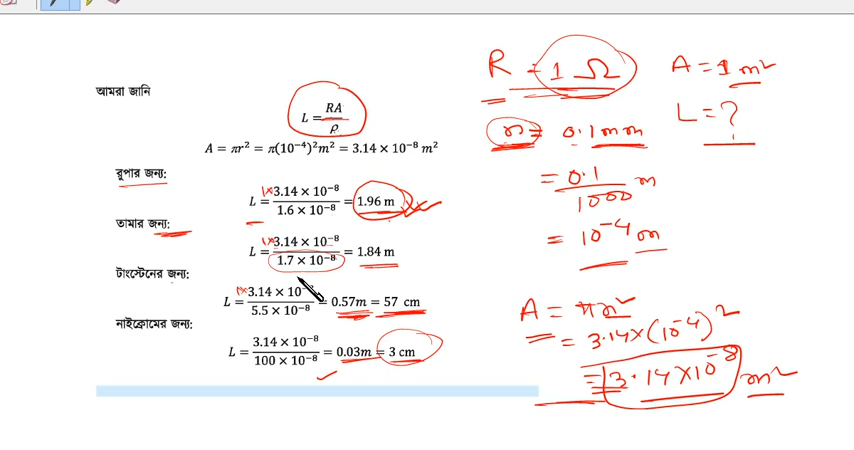 আমরা জানি
L = RA / ρ
A = πr² = π(10⁻⁴)²m² = 3.14 × 10⁻⁸ m²
রুপার জন্য:
L = 1× 3.14 × 10⁻⁸ / 1.6 × 10⁻⁸ = 1.96 m
তামার জন্য:
L = 1× 3.14 × 10⁻⁸ / 1.7 × 10⁻⁸ = 1.84 m
টাংস্টেনের জন্য:
L = 1× 3.14 × 10⁻ / 5.5 × 10⁻⁸ = 0.57m = 57 cm
নাইক্রোমের জন্য:
L = 3.14 × 10⁻⁸ / 100 × 10⁻⁸ = 0.03m = 3 cm
R = 1 Ω
A = 1 m²
L = ?
r = 0.1 mm
= 0.1 / 1000 m
= 10⁻⁴ m
A = πr²
= 3.14 × (10⁻⁴)²
= 3.14 × 10⁻⁸ m²